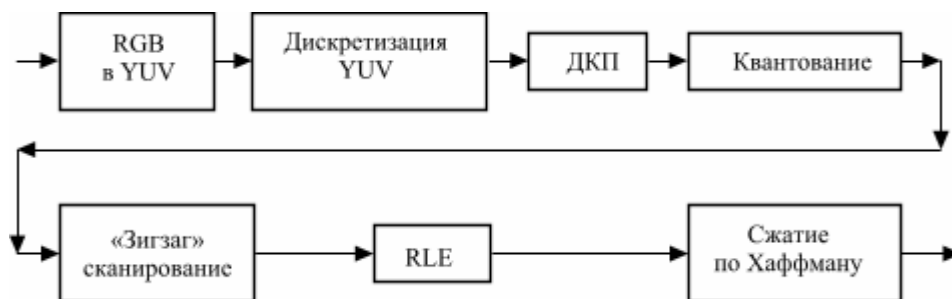 RGB
в YUV
Дискретизация
YUV
ДКП
Квантование
«Зигзаг»
сканирование
RLE
Сжатие
по Хаффману